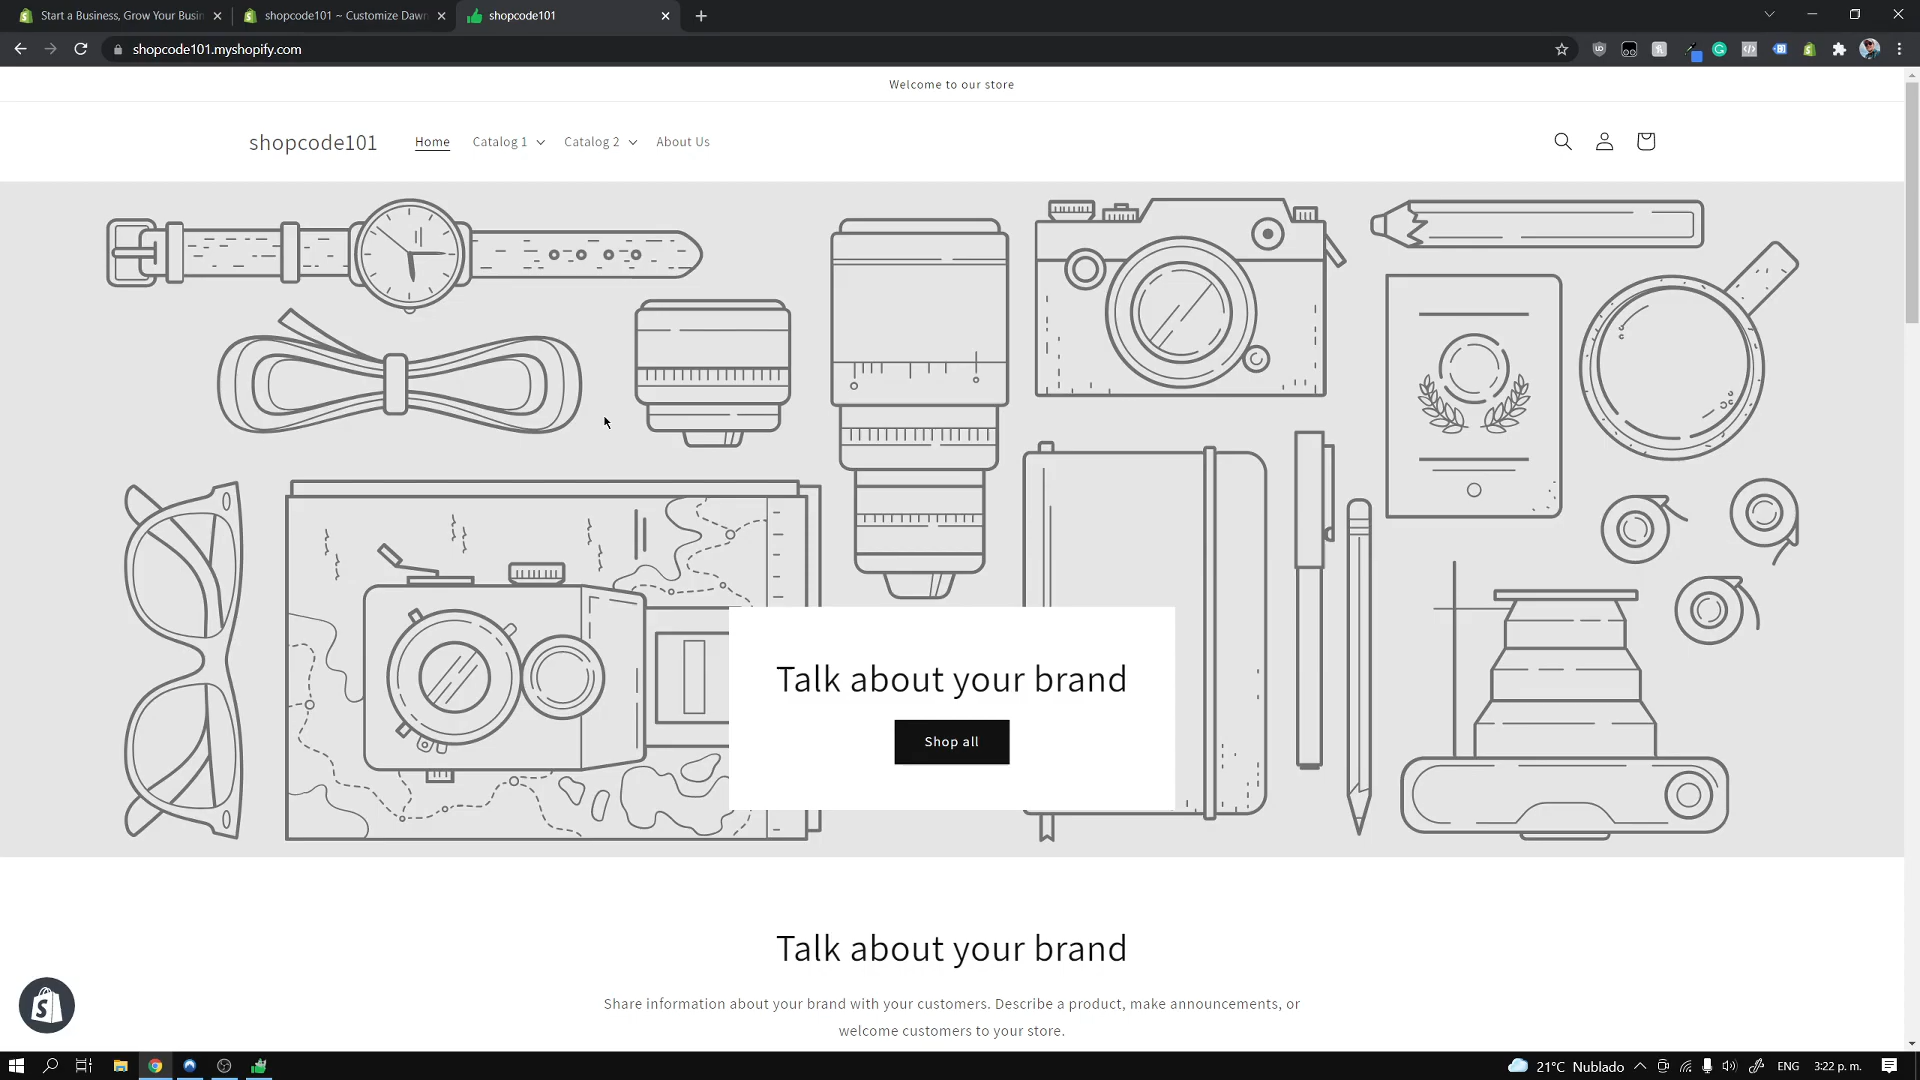 Start a Business, Grow Your Busin
shopcode101 ~ Customize Dawn
shopcode101
shopcode101.myshopify.com
Welcome to our store
shopcode101
Home
Catalog 1
Catalog 2
About Us
Talk about your brand
Shop all
Talk about your brand
Share information about your brand with your customers. Describe a product, make announcements, or
welcome customers to your store.
21°C Nublado
ENG
3:22 p. m.